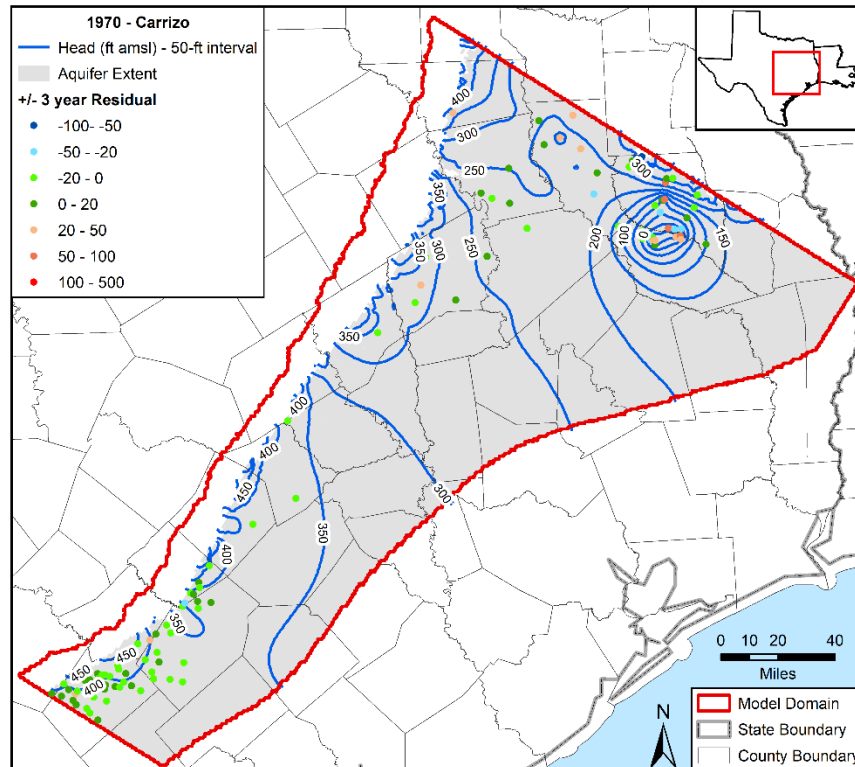 1970 - Carrizo
Head (ft amsl) - 50-ft interval
Aquifer Extent
+/- 3 year Residual
-100- -50
-50 - -20
-20 - 0
0 - 20
20 - 50
50 - 100
100 - 500
400
300
250
300
350
350
300
250
200
100
0
150
350
400
400
450
300
350
400
350
450
450
400
0 10 20 40
Miles
N
Model Domain
State Boundary
County Boundary